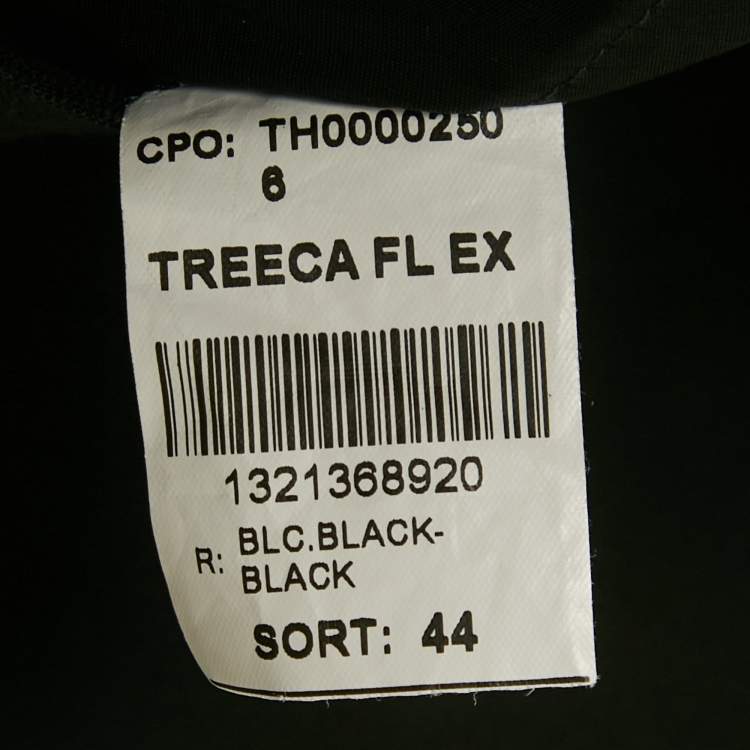 CPO: TH0000250
6
TREECA FL EX
1321368920
R: BLC.BLACK-
BLACK
SORT: 44